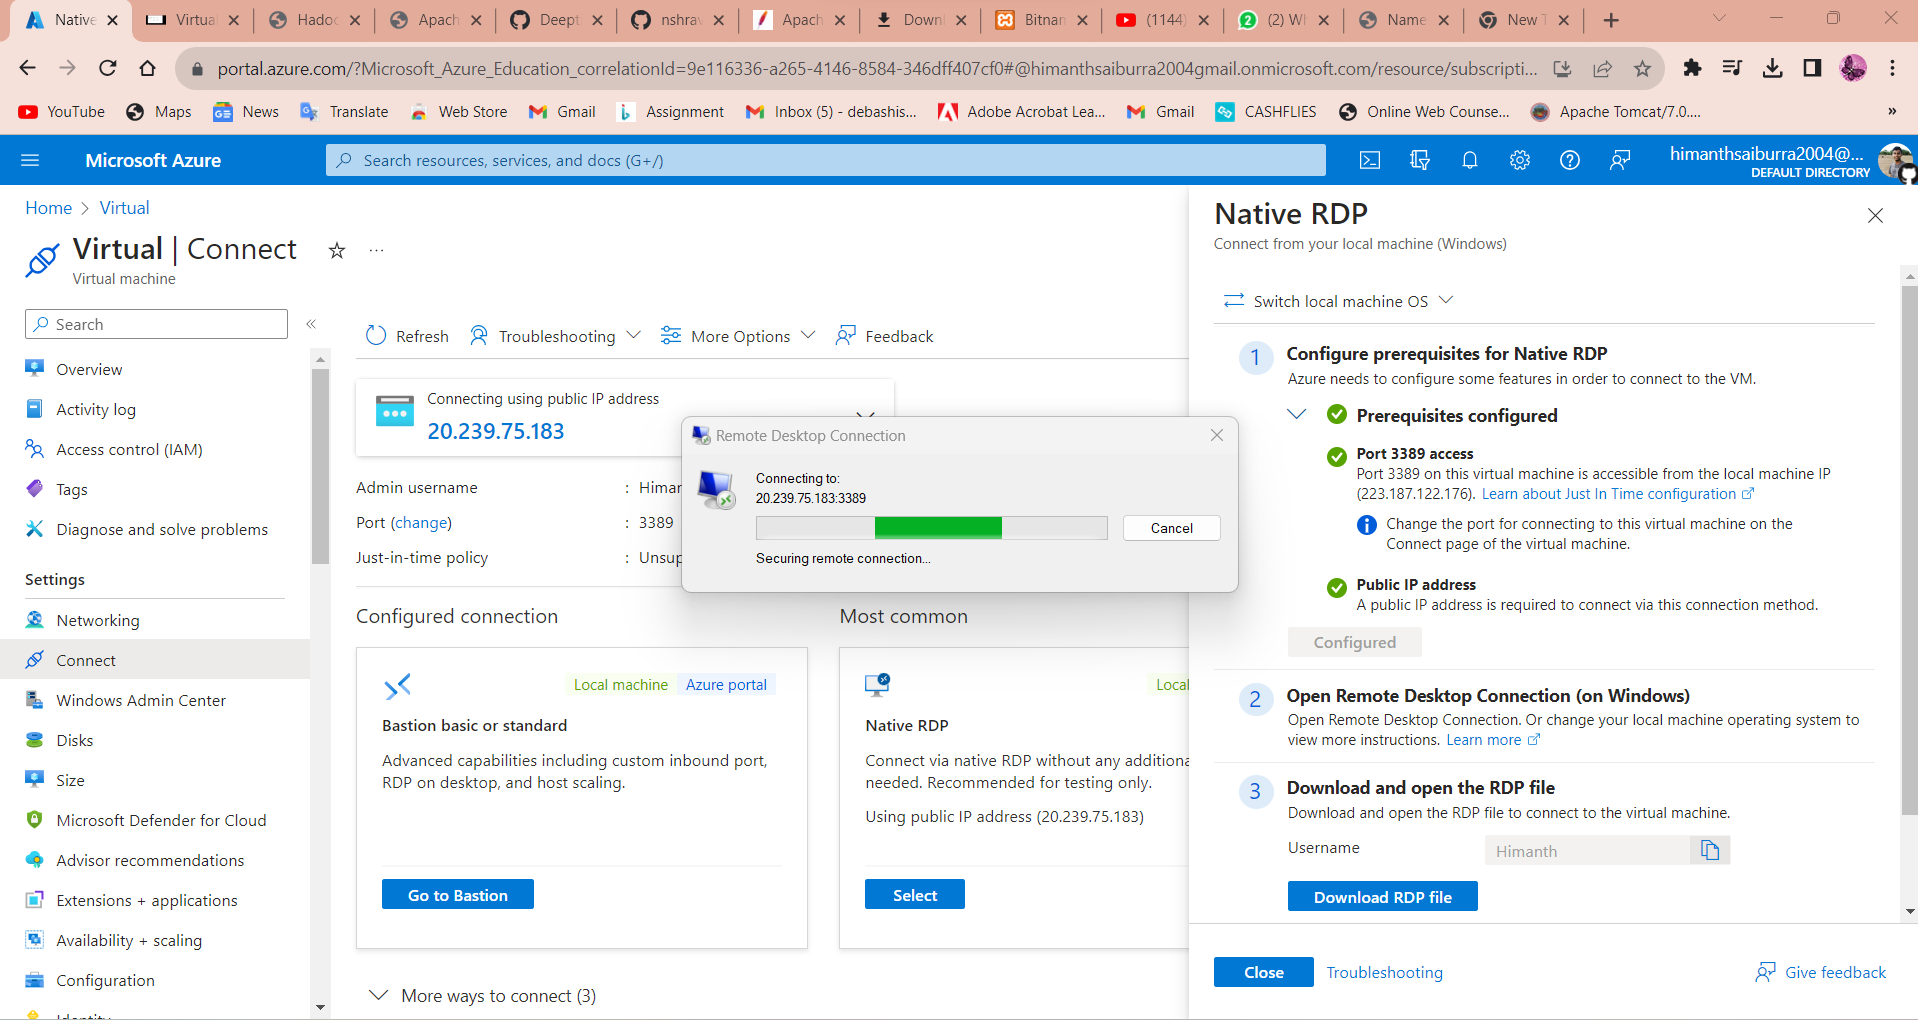 Native
Virtual
Hadoo
Apach
Deept
nshrav
Apach
Downl
Bitnam
(1144)
(2) Wh
Name
New T
portal.azure.com/?Microsoft_Azure_Education_correlationId=9e116336-a265-4146-8584-346dff407cf0#@himanthsaiburra2004gmail.onmicrosoft.com/resource/subscripti...
YouTube
Maps
News
Translate
Web Store
Gmail
Assignment
Inbox (5) - debashis...
Adobe Acrobat Lea...
Gmail
CASHFLIES
Online Web Counse...
Apache Tomcat/7.0....
»
Microsoft Azure
Search resources, services, and docs (G+/)
himanthsaiburra2004@...
DEFAULT DIRECTORY
Home > Virtual
Virtual | Connect
Virtual machine
Search
Overview
Activity log
Access control (IAM)
Tags
Diagnose and solve problems
Settings
Networking
Connect
Windows Admin Center
Disks
Size
Microsoft Defender for Cloud
Advisor recommendations
Extensions + applications
Availability + scaling
Configuration
Identity
Refresh
Troubleshooting
More Options
Feedback
Connecting using public IP address
20.239.75.183
Admin username : Himan
Port (change) : 3389
Just-in-time policy : Unsup
Configured connection
Local machine
Azure portal
Bastion basic or standard
Advanced capabilities including custom inbound port,
RDP on desktop, and host scaling.
Go to Bastion
Most common
Local
Native RDP
Connect via native RDP without any additiona
needed. Recommended for testing only.
Using public IP address (20.239.75.183)
Select
More ways to connect (3)
Remote Desktop Connection
Connecting to:
20.239.75.183:3389
Cancel
Securing remote connection...
Native RDP
Connect from your local machine (Windows)
Switch local machine OS
1
Configure prerequisites for Native RDP
Azure needs to configure some features in order to connect to the VM.
Prerequisites configured
Port 3389 access
Port 3389 on this virtual machine is accessible from the local machine IP
(223.187.122.176). Learn about Just In Time configuration
Change the port for connecting to this virtual machine on the
Connect page of the virtual machine.
Public IP address
A public IP address is required to connect via this connection method.
Configured
2
Open Remote Desktop Connection (on Windows)
Open Remote Desktop Connection. Or change your local machine operating system to
view more instructions. Learn more
3
Download and open the RDP file
Download and open the RDP file to connect to the virtual machine.
Username
Himanth
Download RDP file
Close
Troubleshooting
Give feedback